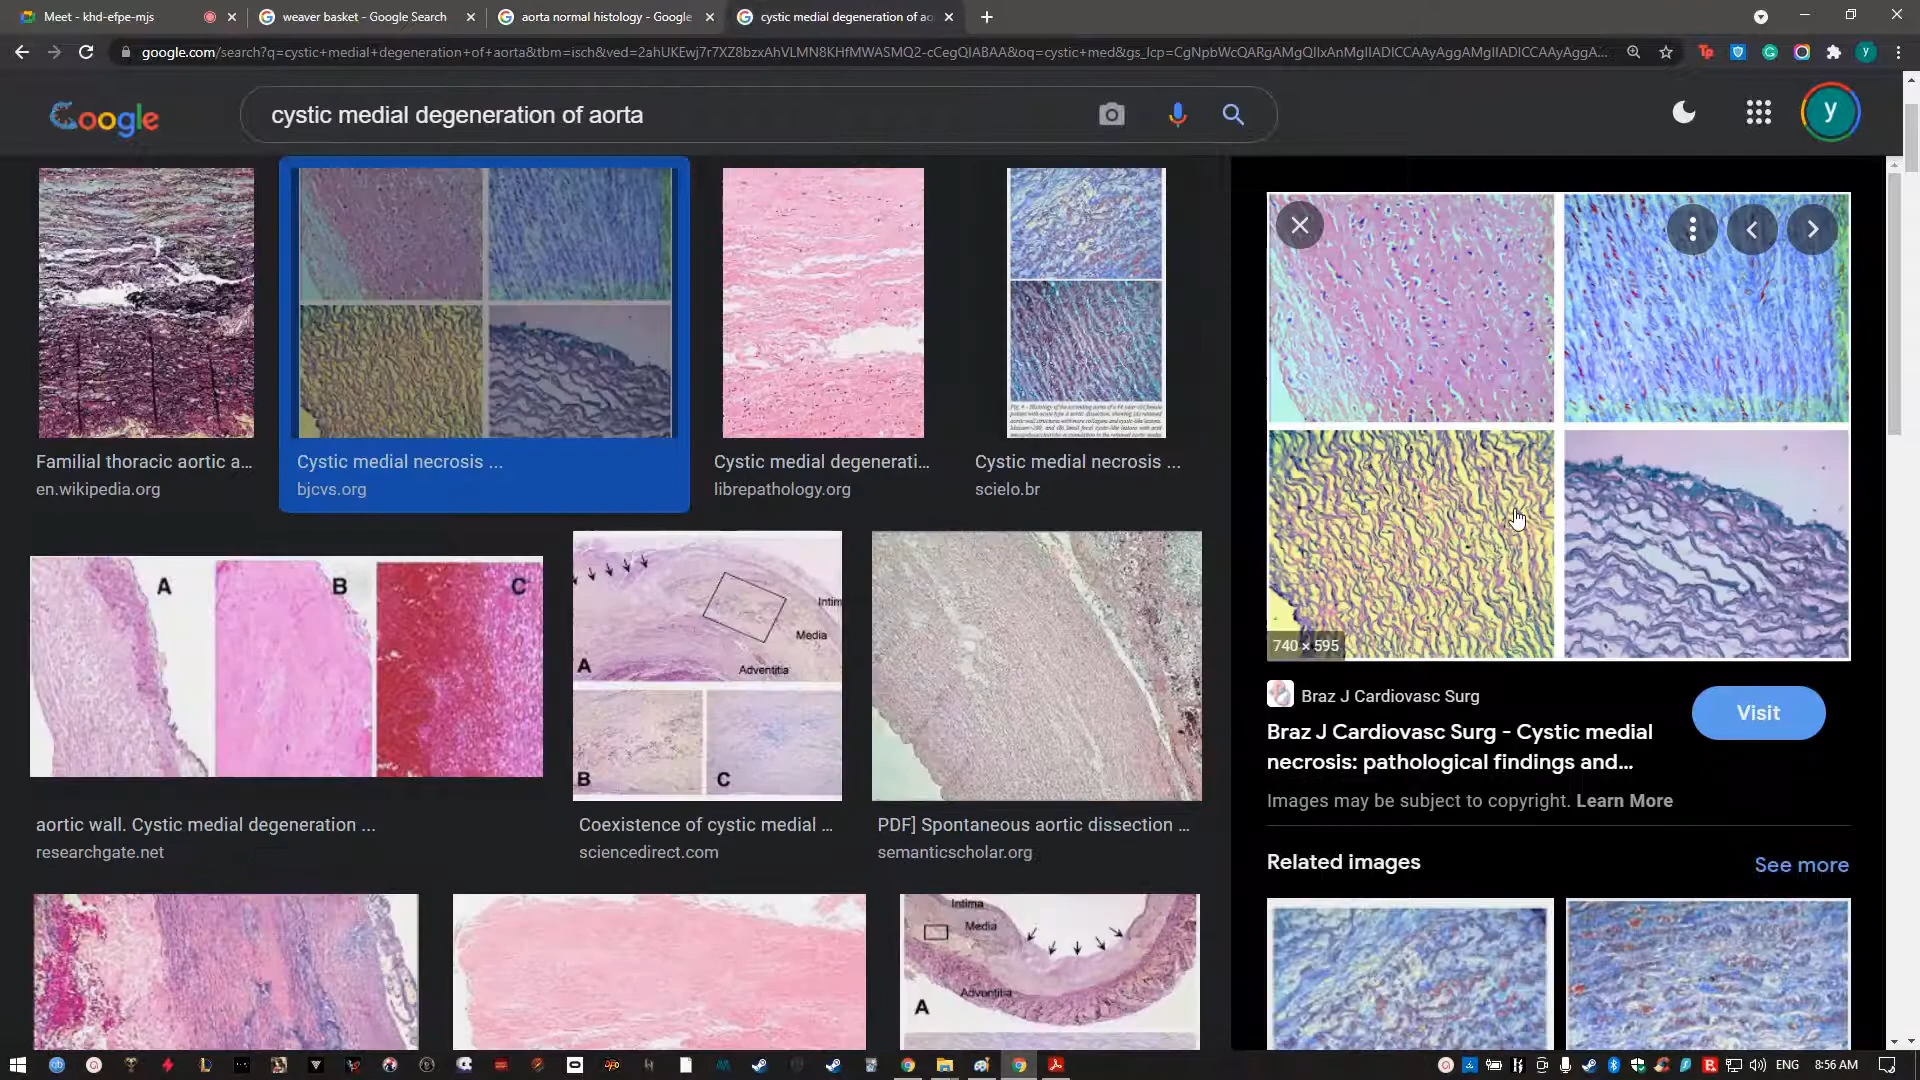 Meet - khd-efpe-mjs
weaver basket - Google Search
aorta normal histology - Google
cystic medial degeneration of ao
google.com/search?q=cystic+medial+degeneration+of+aorta&tbm=isch&ved=2ahUKEwj7r7XZ8bzxAhVLMN8KHfMWASMQ2-cCegQIABAA&oq=cystic+med&gs_lcp=CgNpbWcQARgAMgQIIxAnMgIIADICCAAyAggAMgIIADICCAAyAggA...
Google
cystic medial degeneration of aorta
y
Familial thoracic aortic a...
en.wikipedia.org
Cystic medial necrosis ...
bjcvs.org
Cystic medial degenerati...
librepathology.org
Cystic medial necrosis ...
scielo.br
740 × 595
Braz J Cardiovasc Surg
Braz J Cardiovasc Surg - Cystic medial
necrosis: pathological findings and...
Visit
Images may be subject to copyright. Learn More
Related images
See more
A
B
C
aortic wall. Cystic medial degeneration ...
researchgate.net
Intim
Media
Adventitia
A
B
C
Coexistence of cystic medial ...
sciencedirect.com
PDF] Spontaneous aortic dissection ...
semanticscholar.org
Intima
Media
Adventitia
A
ENG
8:56 AM